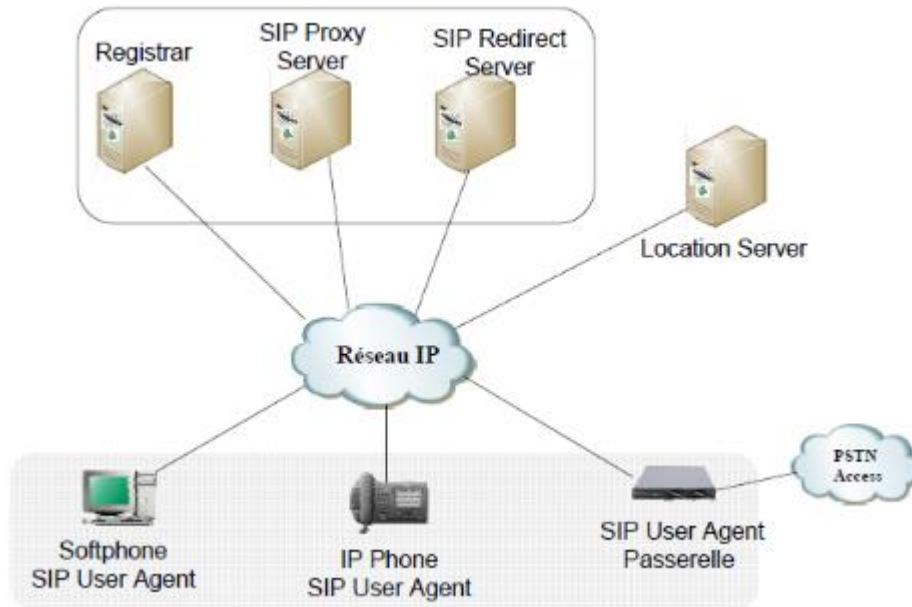 Registrar
SIP Proxy
Server
SIP Redirect
Server
Location Server
Réseau IP
PSTN
Access
Softphone
SIP User Agent
IP Phone
SIP User Agent
SIP User Agent
Passerelle